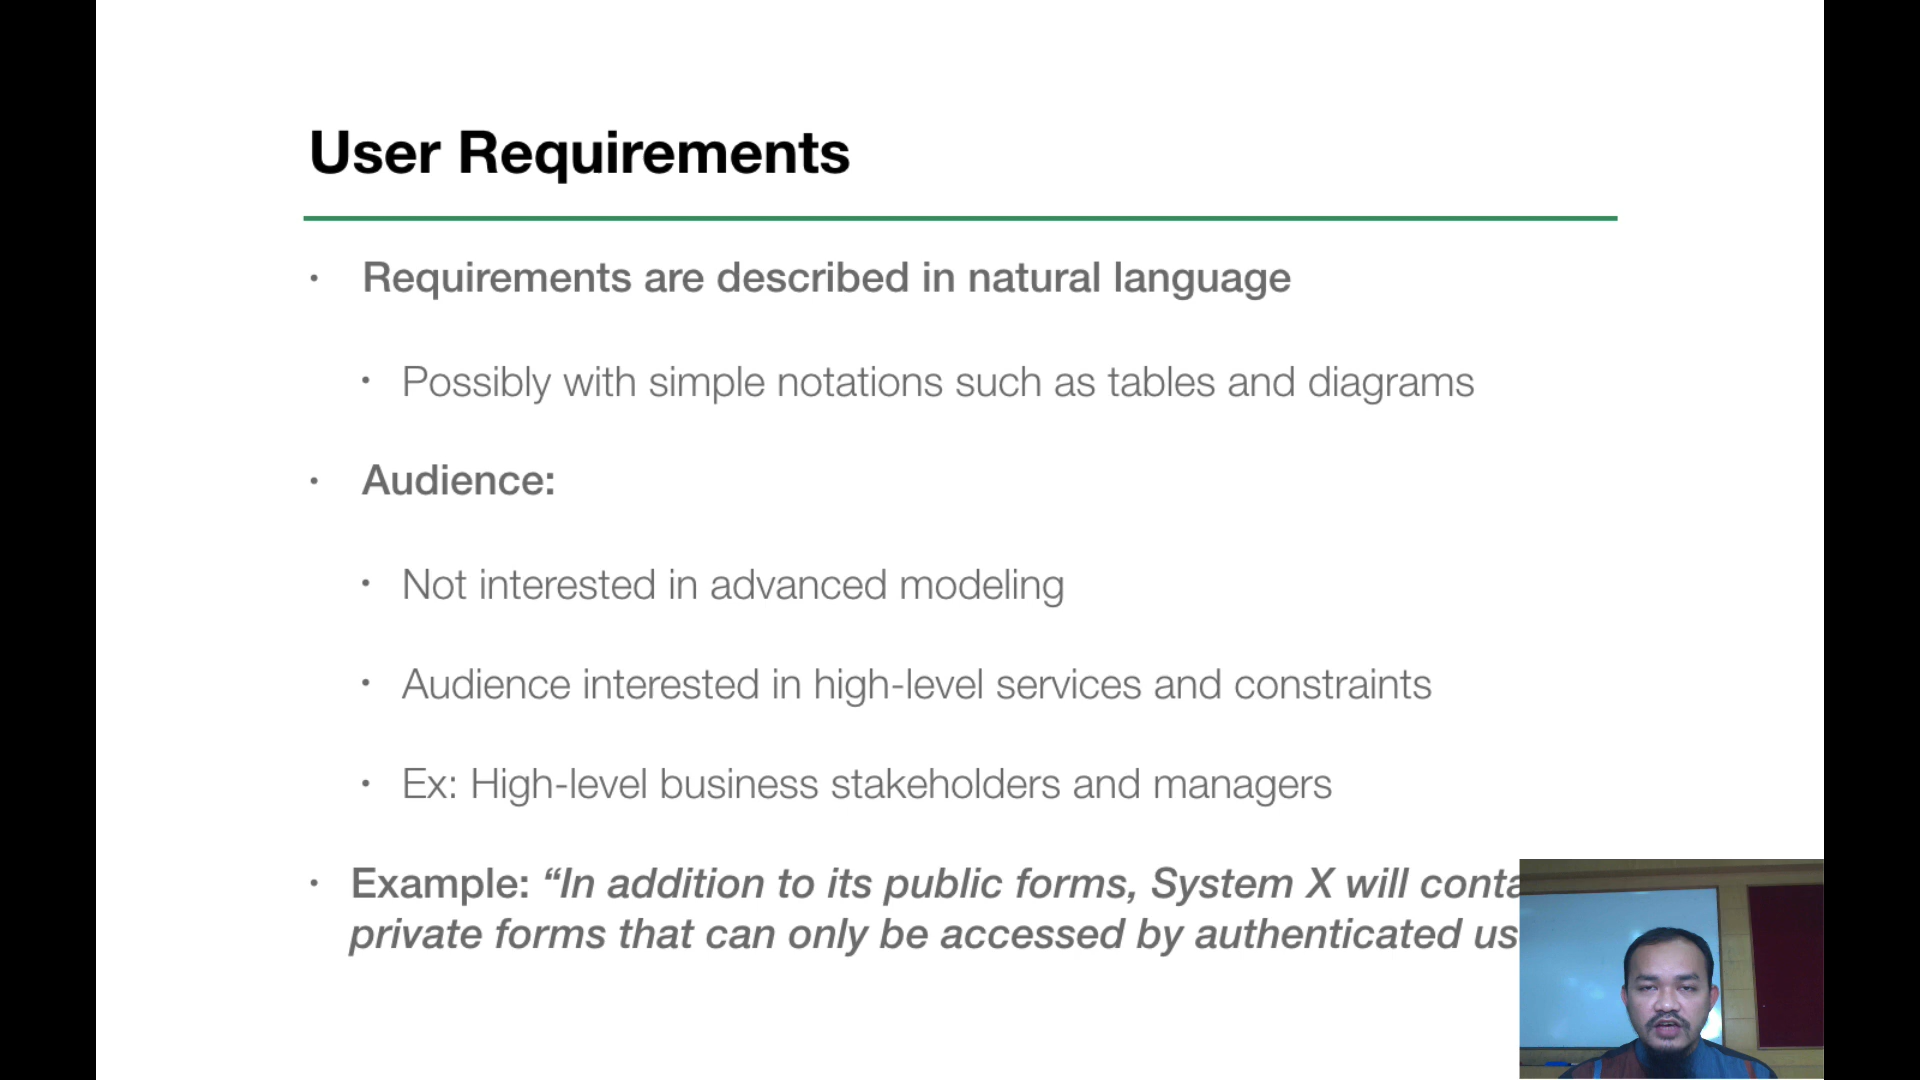 User Requirements
• Requirements are described in natural language
• Possibly with simple notations such as tables and diagrams
• Audience:
• Not interested in advanced modeling
• Audience interested in high-level services and constraints
• Ex: High-level business stakeholders and managers
• Example: “In addition to its public forms, System X will
private forms that can only be accessed by authenticated